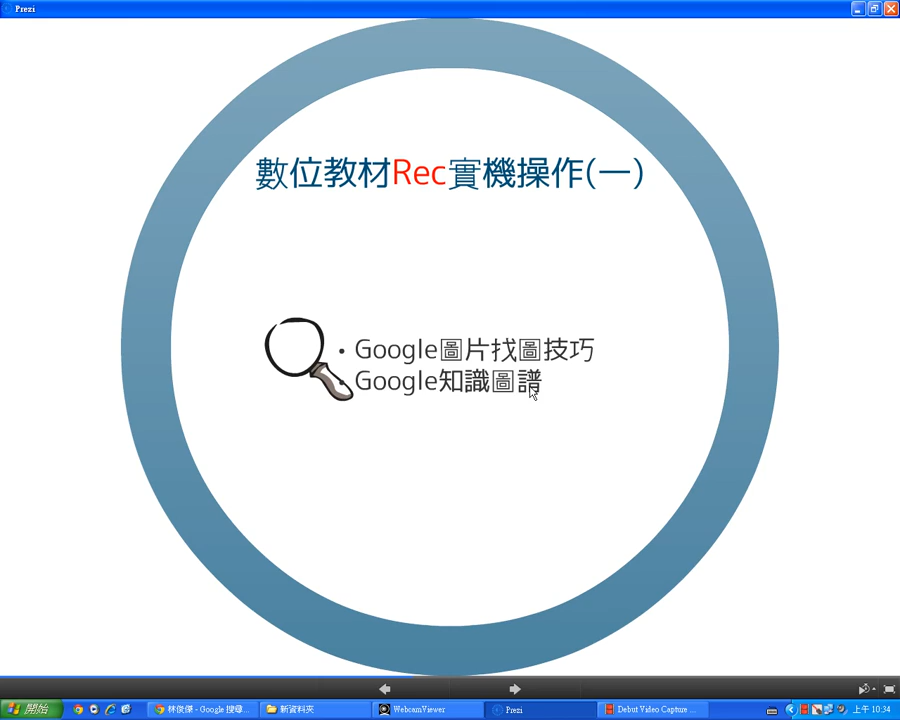 Prezi
數位教材Rec實機操作(一)
• Google圖片找圖技巧
• Google知識圖譜
開始
林俊傑 - Google 搜尋...
新資料夾
WebcamViewer
Prezi
Debut Video Capture ...
上午 10:34